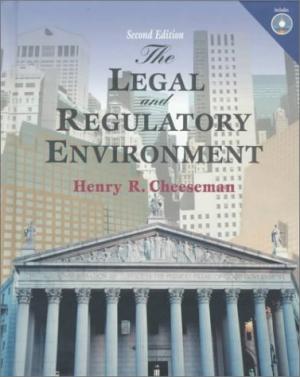 Includes
Second Edition
The
LEGAL
and
REGULATORY
ENVIRONMENT
Henry R. Cheeseman